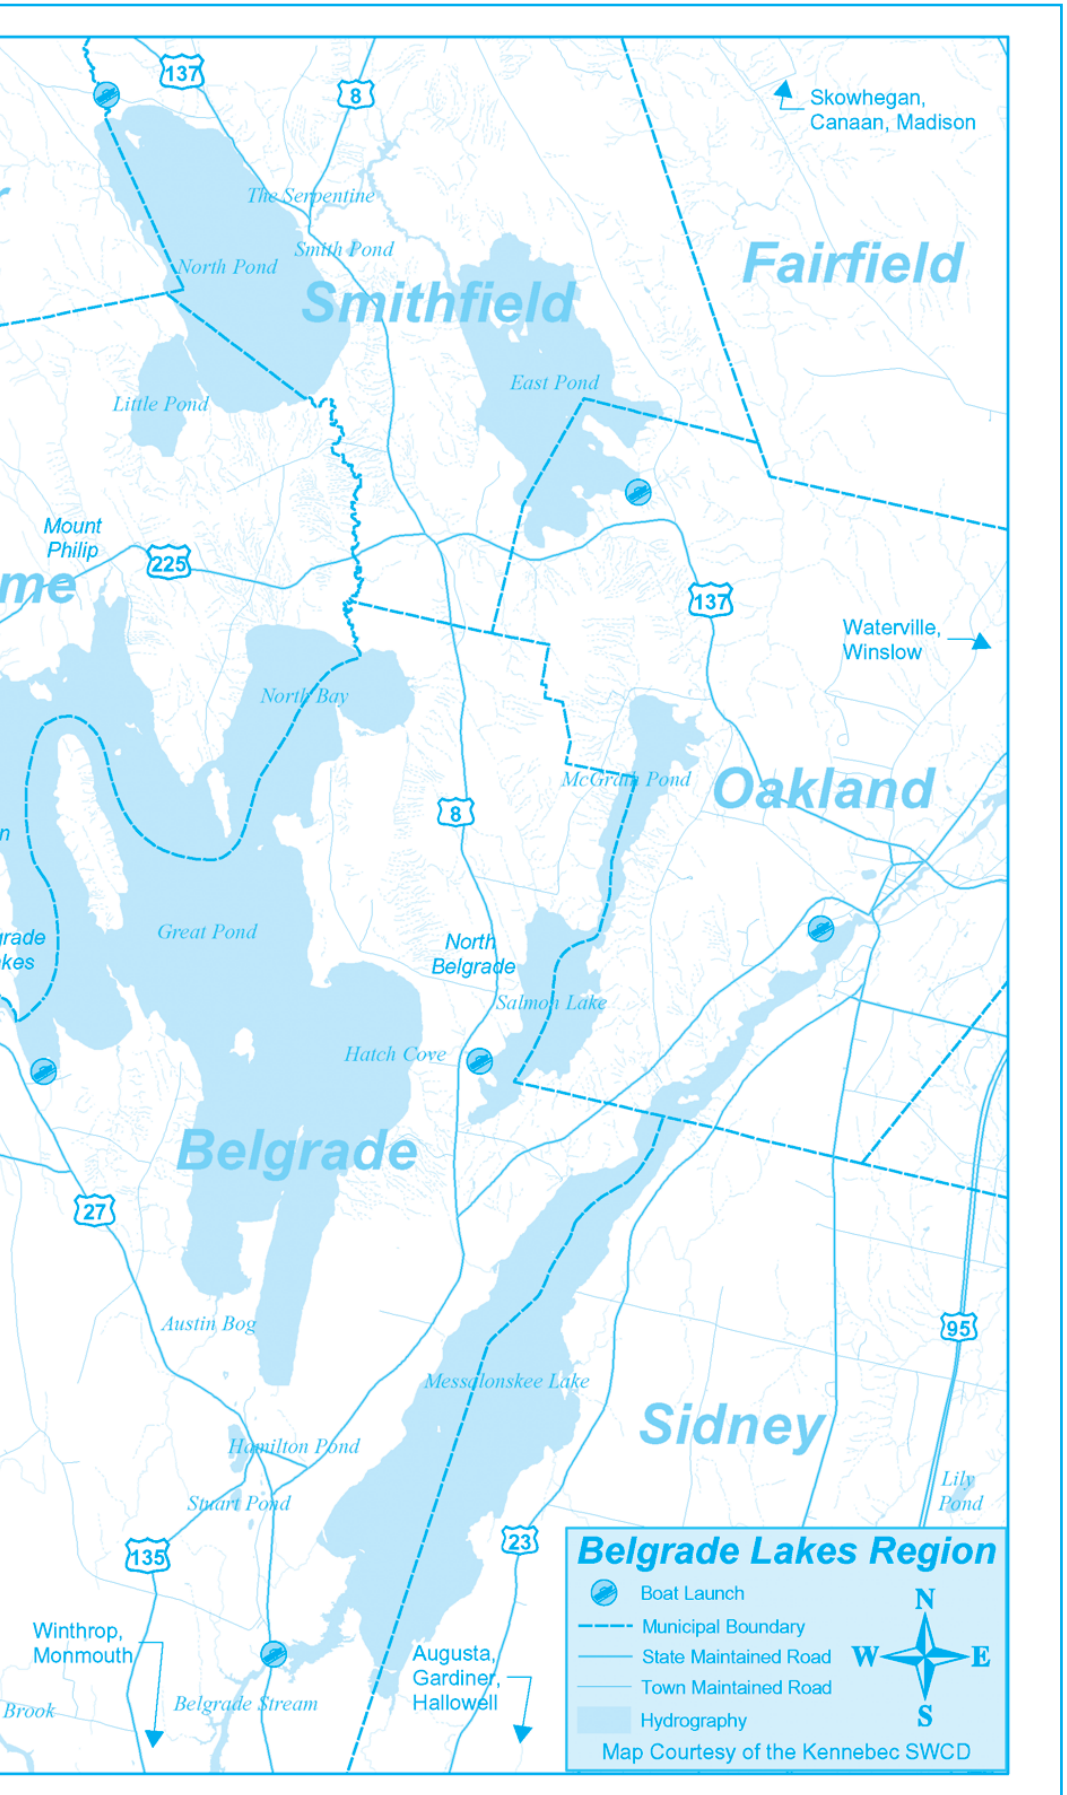 137
8
Skowhegan,
Canaan, Madison
The Serpentine
Smith Pond
North Pond
Fairfield
Smithfield
East Pond
Little Pond
Mount
Philip
225
me
137
Waterville,
Winslow
North Bay
McGrath Pond
Oakland
8
n
Great Pond
grade
kes
North
Belgrade
Salmon Lake
Hatch Cove
Belgrade
27
Austin Bog
95
Messalonskee Lake
Sidney
Hamilton Pond
Stuart Pond
Lily
Pond
135
23
Winthrop,
Monmouth
Augusta,
Gardiner,
Hallowell
Belgrade Stream
Brook
Belgrade Lakes Region
Boat Launch
Municipal Boundary
State Maintained Road
Town Maintained Road
Hydrography
N
W
E
S
Map Courtesy of the Kennebec SWCD